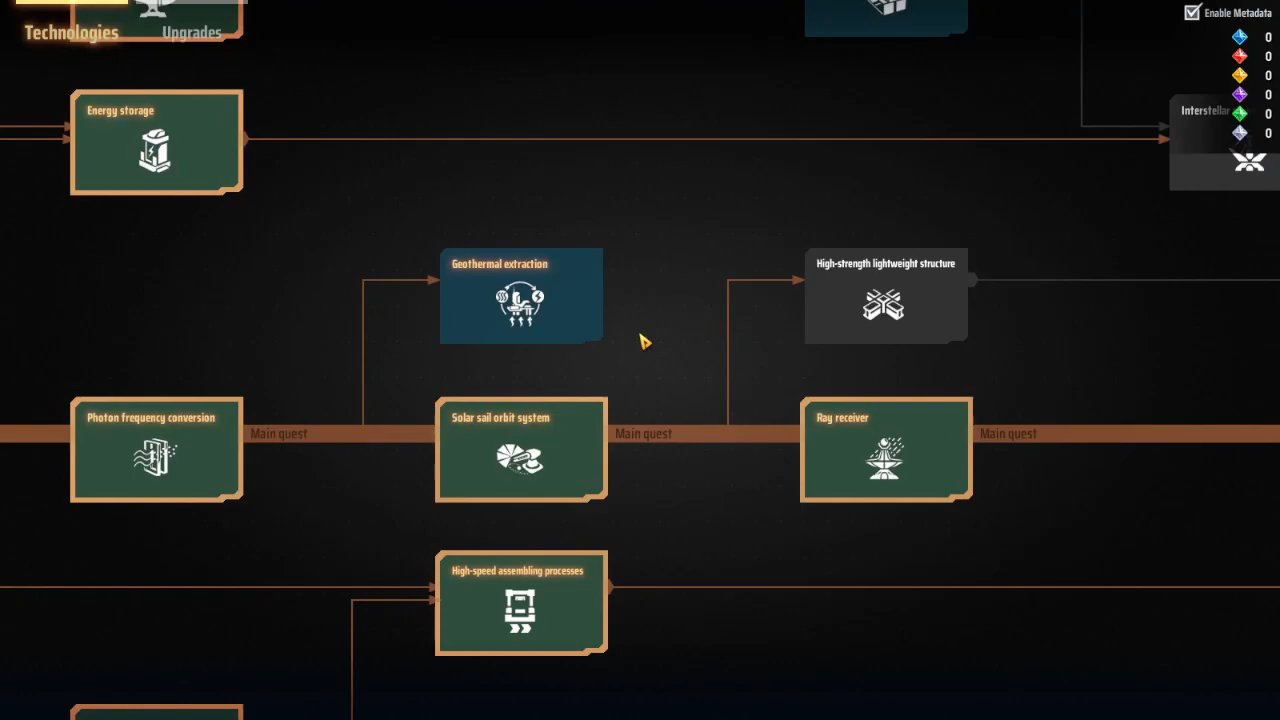 Technologies
Upgrades
Enable Metadata
0
0
0
0
0
0
Energy storage
Interstellar
Geothermal extraction
High-strength lightweight structure
Photon frequency conversion
Main quest
Solar sail orbit system
Main quest
Ray receiver
Main quest
High-speed assembling processes